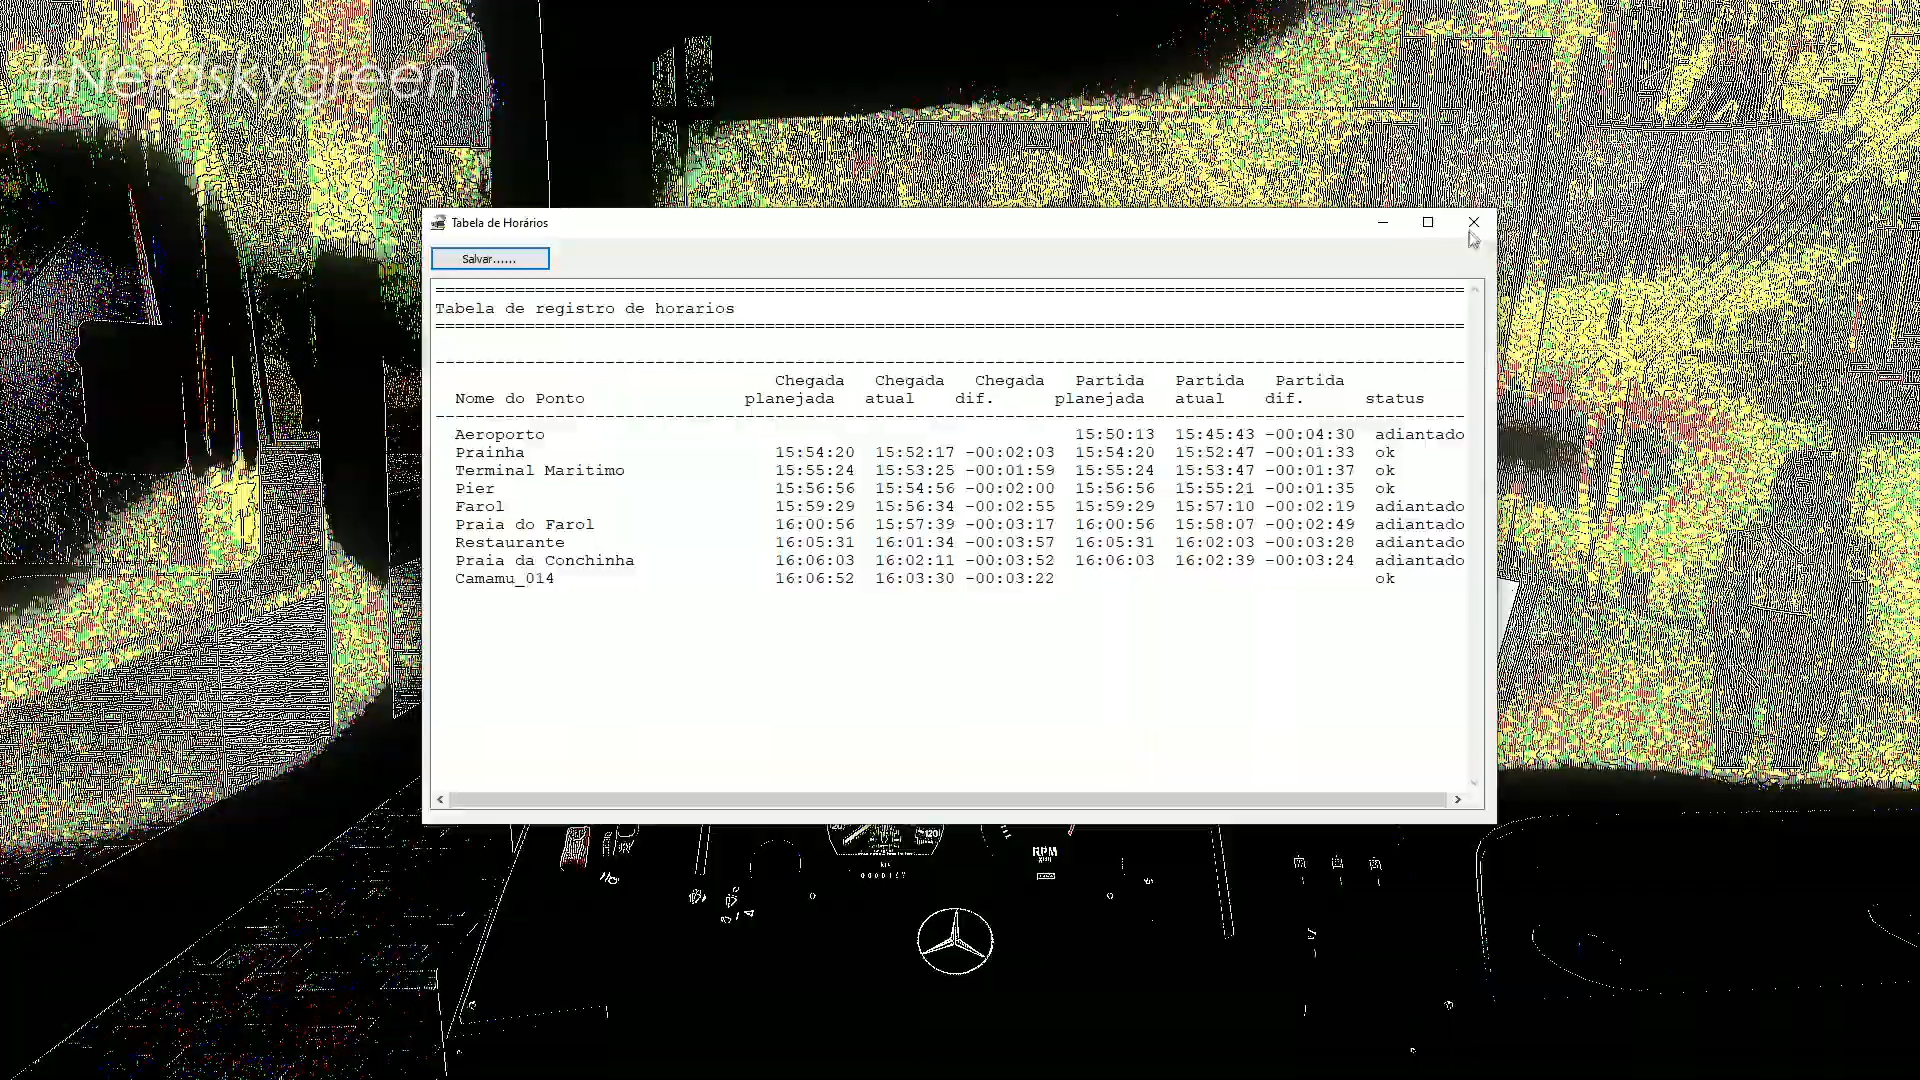 #Nerdskygreen
Tabela de Horários
Salvar......
Tabela de registro de horarios
Chegada Chegada Chegada Partida Partida Partida
Nome do Ponto planejada atual dif. planejada atual dif. status
Aeroporto 15:50:13 15:45:43 -00:04:30 adiantado
Prainha 15:54:20 15:52:17 -00:02:03 15:54:20 15:52:47 -00:01:33 ok
Terminal Maritimo 15:55:24 15:53:25 -00:01:59 15:55:24 15:53:47 -00:01:37 ok
Pier 15:56:56 15:54:56 -00:02:00 15:56:56 15:55:21 -00:01:35 ok
Farol 15:59:29 15:56:34 -00:02:55 15:59:29 15:57:10 -00:02:19 adiantado
Praia do Farol 16:00:56 15:57:39 -00:03:17 16:00:56 15:58:07 -00:02:49 adiantado
Restaurante 16:05:31 16:01:34 -00:03:57 16:05:31 16:02:03 -00:03:28 adiantado
Praia da Conchinha 16:06:03 16:02:11 -00:03:52 16:06:03 16:02:39 -00:03:24 adiantado
Camamu_014 16:06:52 16:03:30 -00:03:22 ok
120
RPM